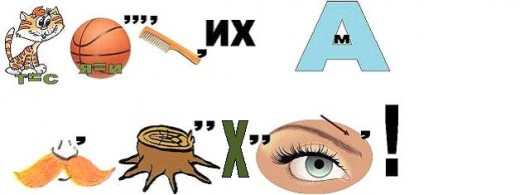 Т=С Я=И ,,,, , ИХ А М
, ,, Х ,, , !